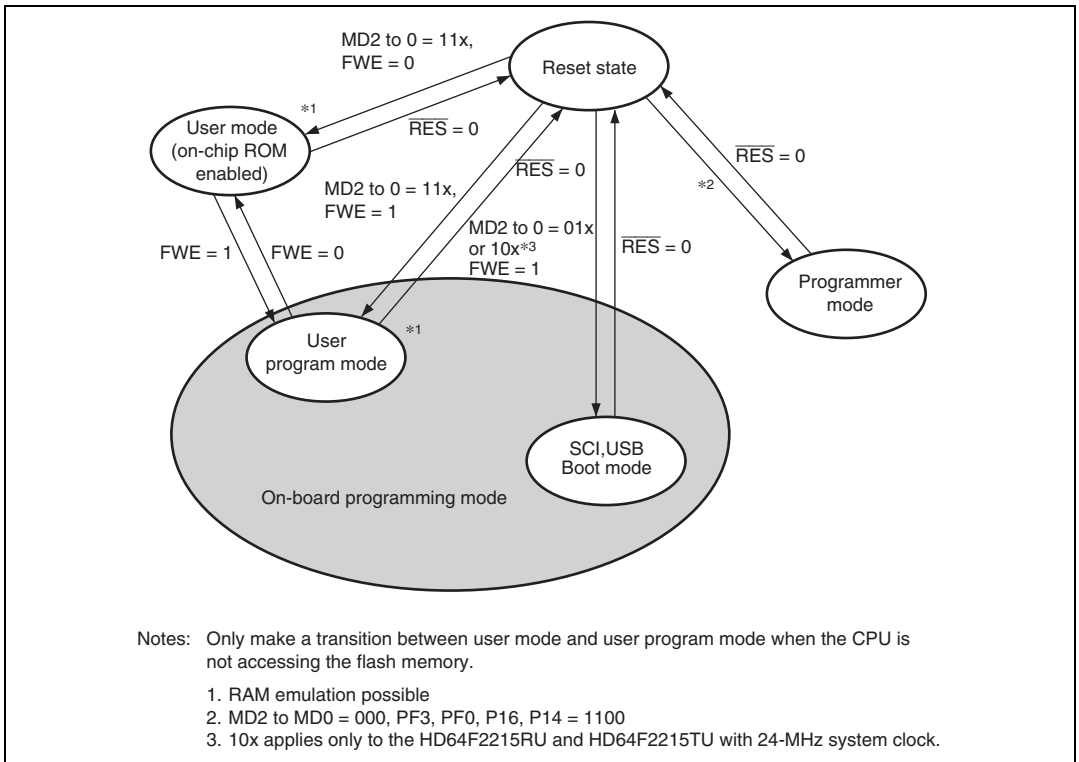 MD2 to 0 = 11x,
FWE = 0
Reset state
*1
User mode
(on-chip ROM
enabled)
RES = 0
RES = 0
RES = 0
*2
MD2 to 0 = 11x,
FWE = 1
MD2 to 0 = 01x
or 10x*3
FWE = 1
RES = 0
FWE = 1
FWE = 0
Programmer
mode
User
program mode
*1
SCI,USB
Boot mode
On-board programming mode
Notes: Only make a transition between user mode and user program mode when the CPU is
not accessing the flash memory.
1. RAM emulation possible
2. MD2 to MD0 = 000, PF3, PF0, P16, P14 = 1100
3. 10x applies only to the HD64F2215RU and HD64F2215TU with 24-MHz system clock.